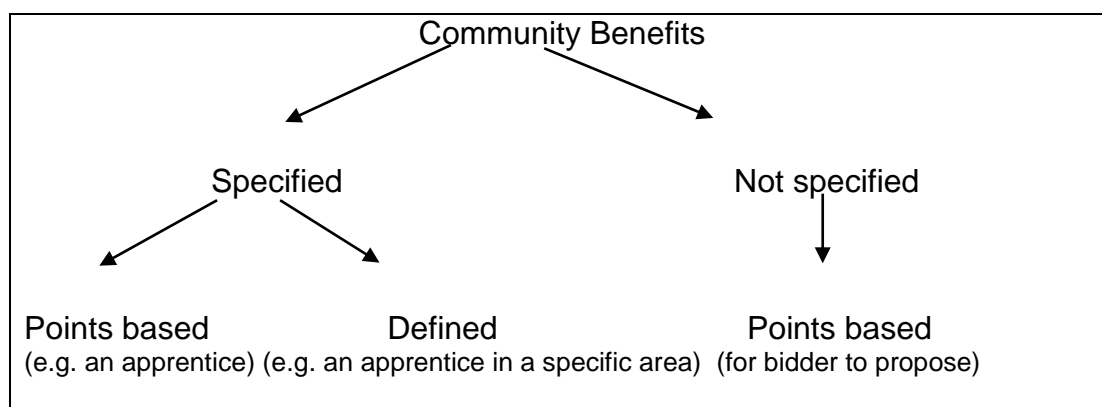 Community Benefits
Specified Not specified
Points based Defined Points based
(e.g. an apprentice) (e.g. an apprentice in a specific area) (for bidder to propose)